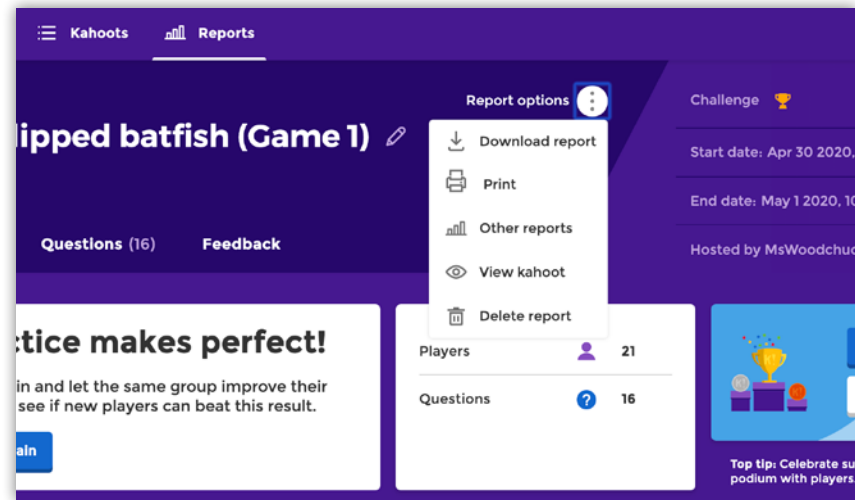 Kahoots
Reports
Report options
Challenge
lipped batfish (Game 1)
Download report
Start date: Apr 30 2020,
Print
End date: May 1 2020, 10
Other reports
Questions (16)
Feedback
Hosted by MsWoodchuc
View kahoot
Delete report
ctice makes perfect!
Players 21
in and let the same group improve their
see if new players can beat this result.
Questions 16
ain
Top tip: Celebrate su
podium with players